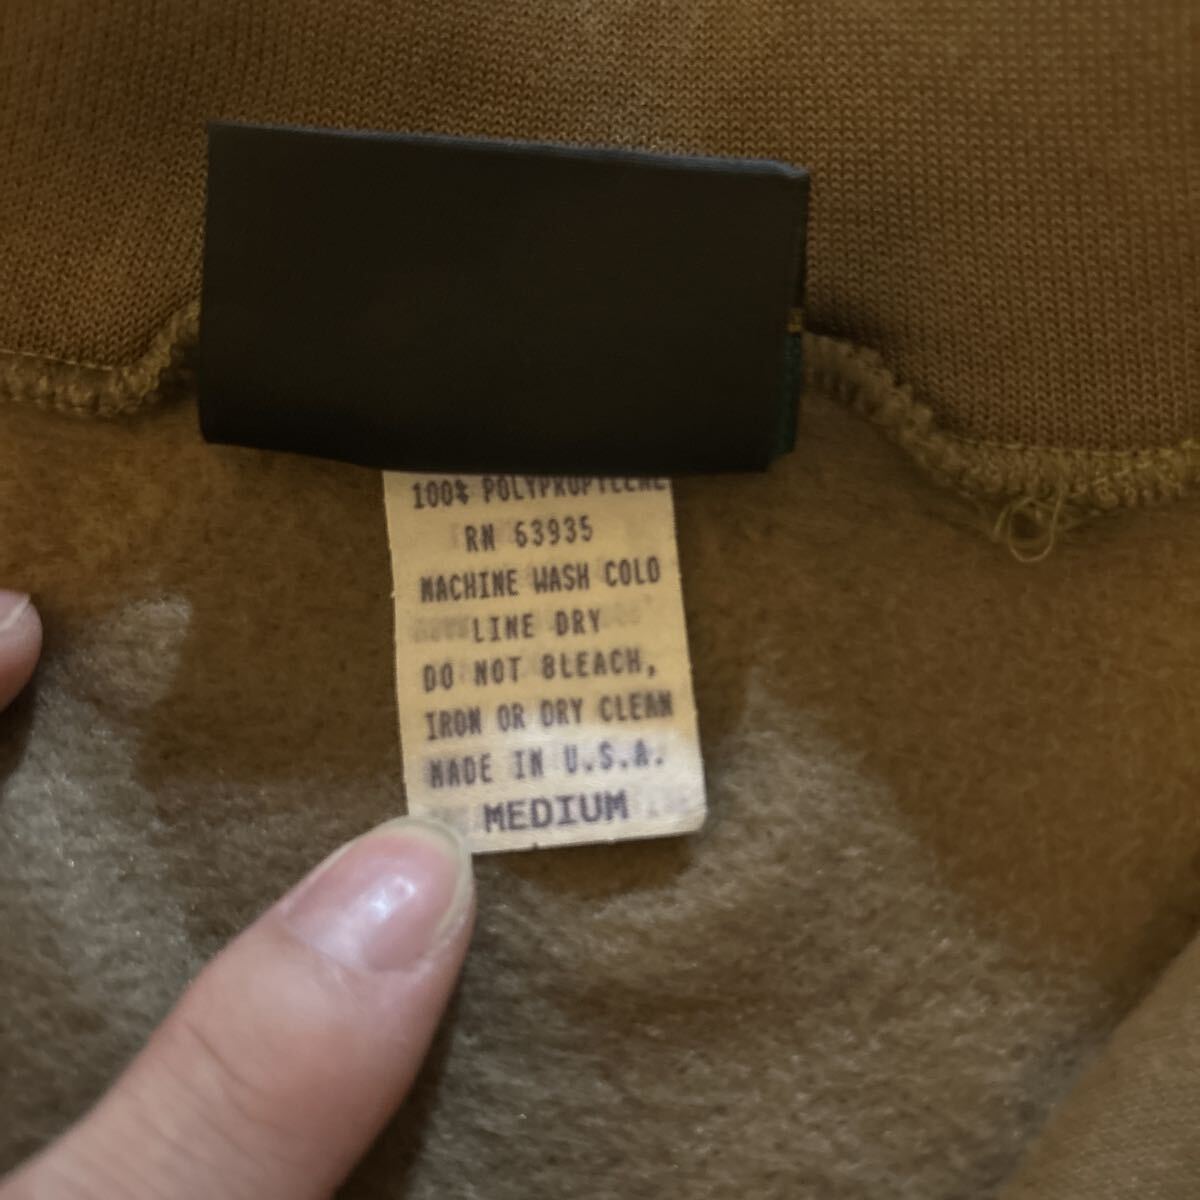 100% POLYPROPYLENE
RN 63935
MACHINE WASH COLD
LINE DRY
DO NOT BLEACH,
IRON OR DRY CLEAN
MADE IN U.S.A.
MEDIUM